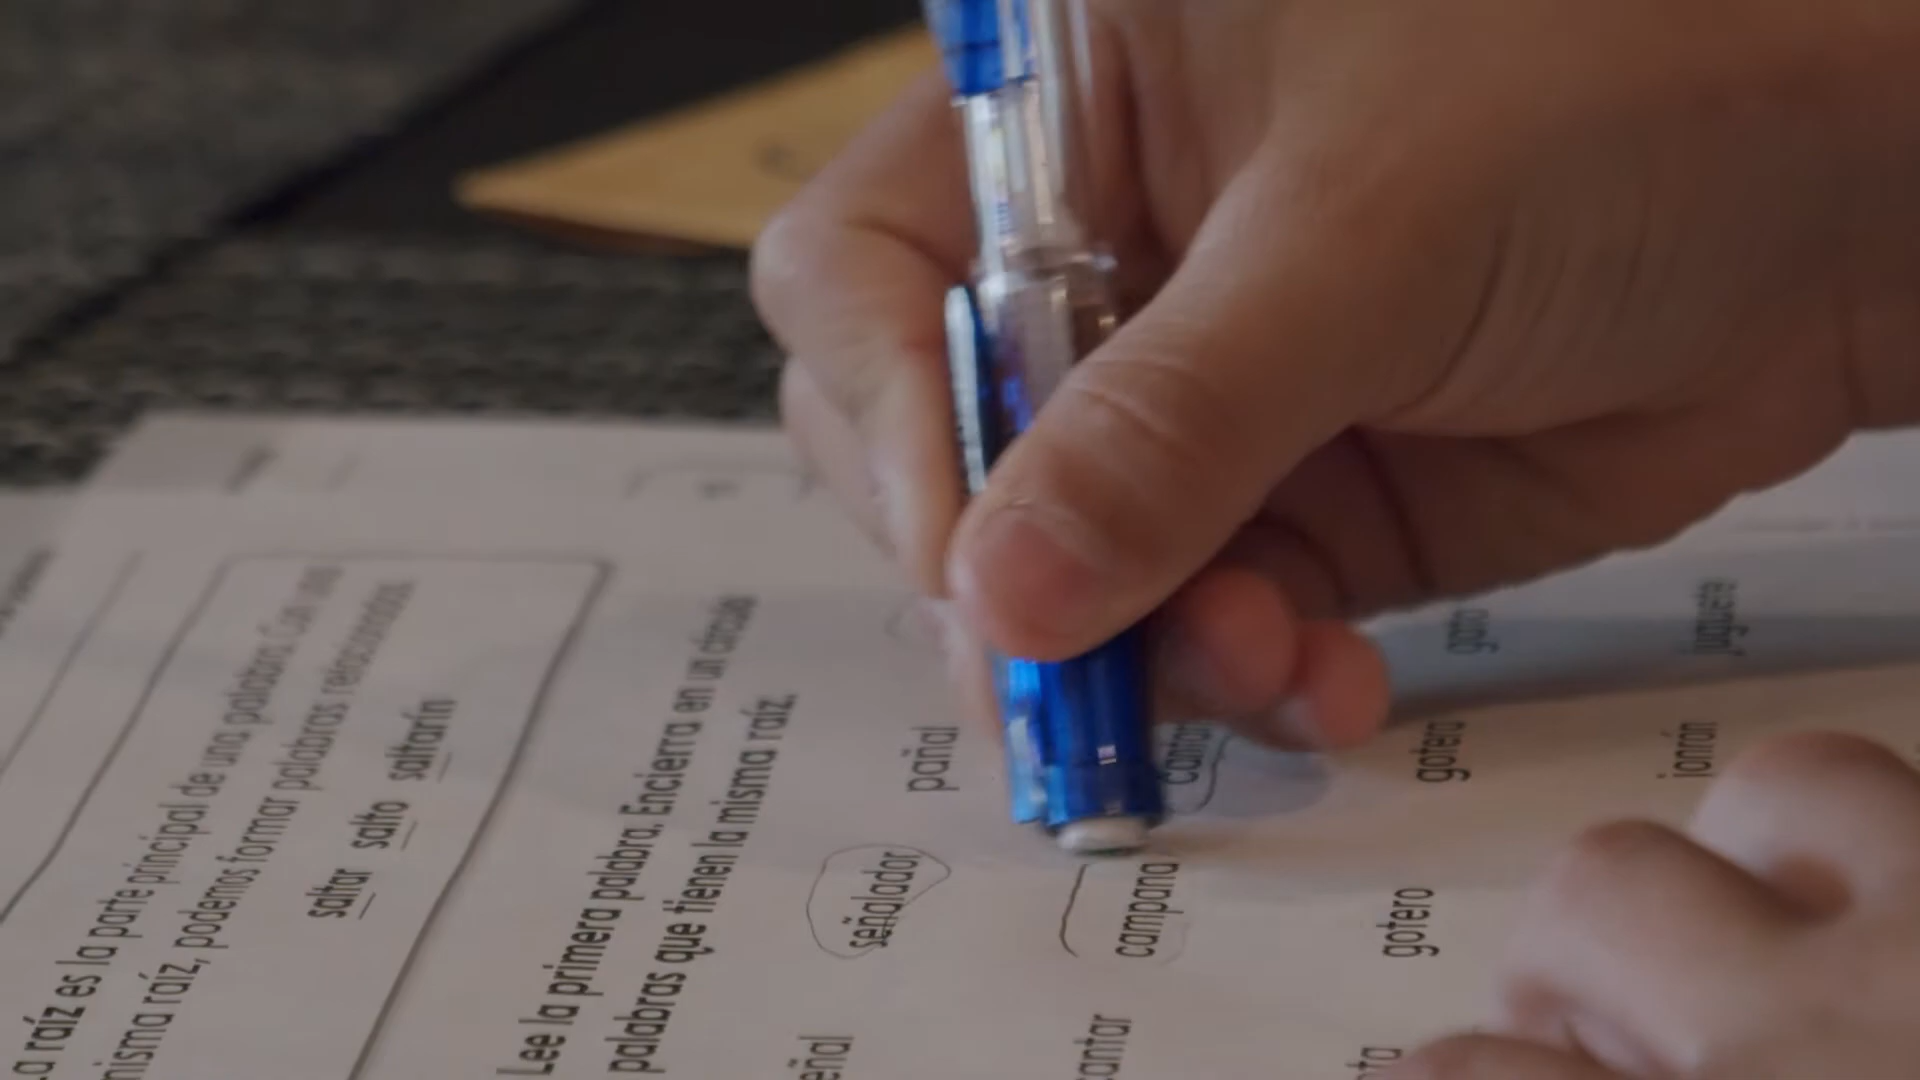 La raíz es la parte principal de una palabra. Con una
misma raíz, podemos formar palabras relacionadas.
saltar salto saltarín
Lee la primera palabra. Encierra en un círculo
palabras que tienen la misma raíz.
señalador pañal
cantar campana
gotero gotera gato
jonrón juguete